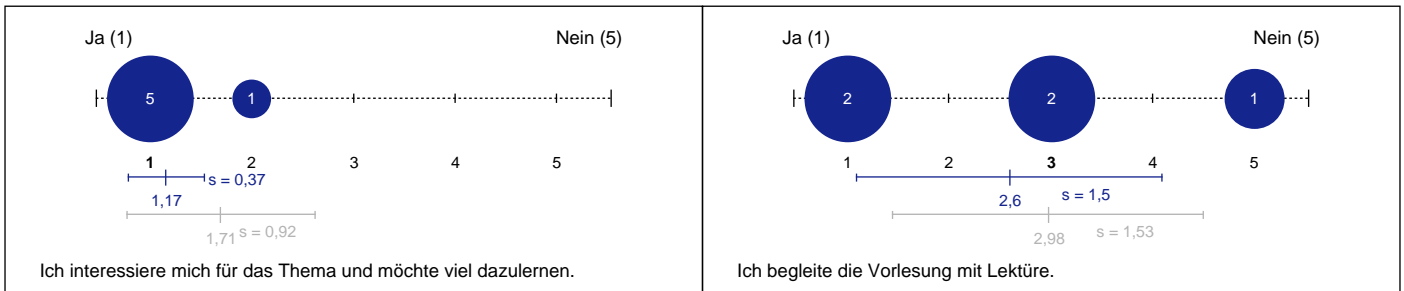 Ja (1) Nein (5)
5 1
1 2 3 4 5
s = 0,37
1,17
1,71 s = 0,92
Ich interessiere mich für das Thema und möchte viel dazulernen.
Ja (1) Nein (5)
2 2 1
1 2 3 4 5
2,6 s = 1,5
2,98 s = 1,53
Ich begleite die Vorlesung mit Lektüre.